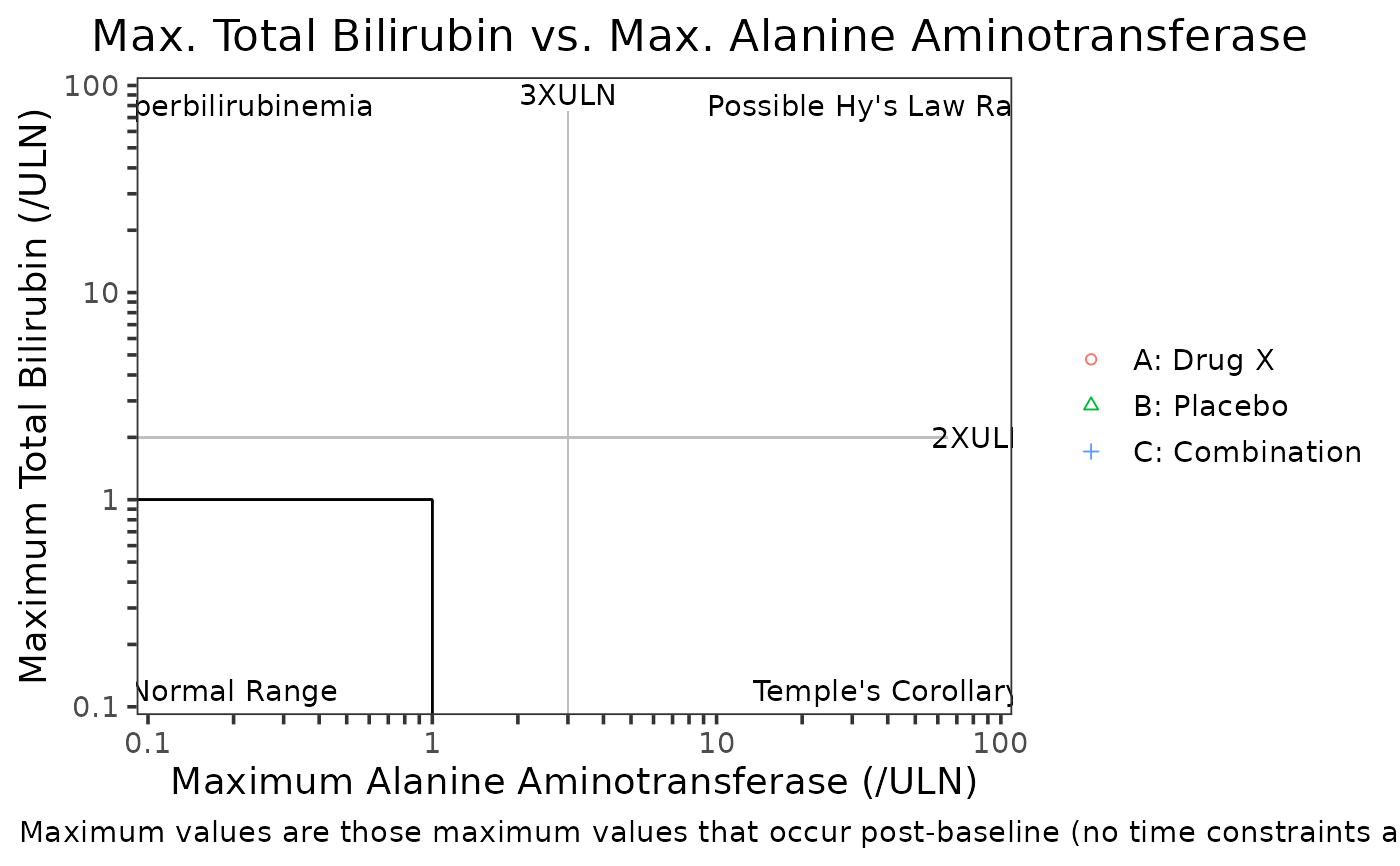 Max. Total Bilirubin vs. Max. Alanine Aminotransferase
100
10
1
0.1
Maximum Total Bilirubin (/ULN)
perbilirubinemia
3XULN
Possible Hy's Law Ra
2XUL
Normal Range
Temple's Corollary
0.1
1
10
100
Maximum Alanine Aminotransferase (/ULN)
A: Drug X
B: Placebo
C: Combination
Maximum values are those maximum values that occur post-baseline (no time constraints a